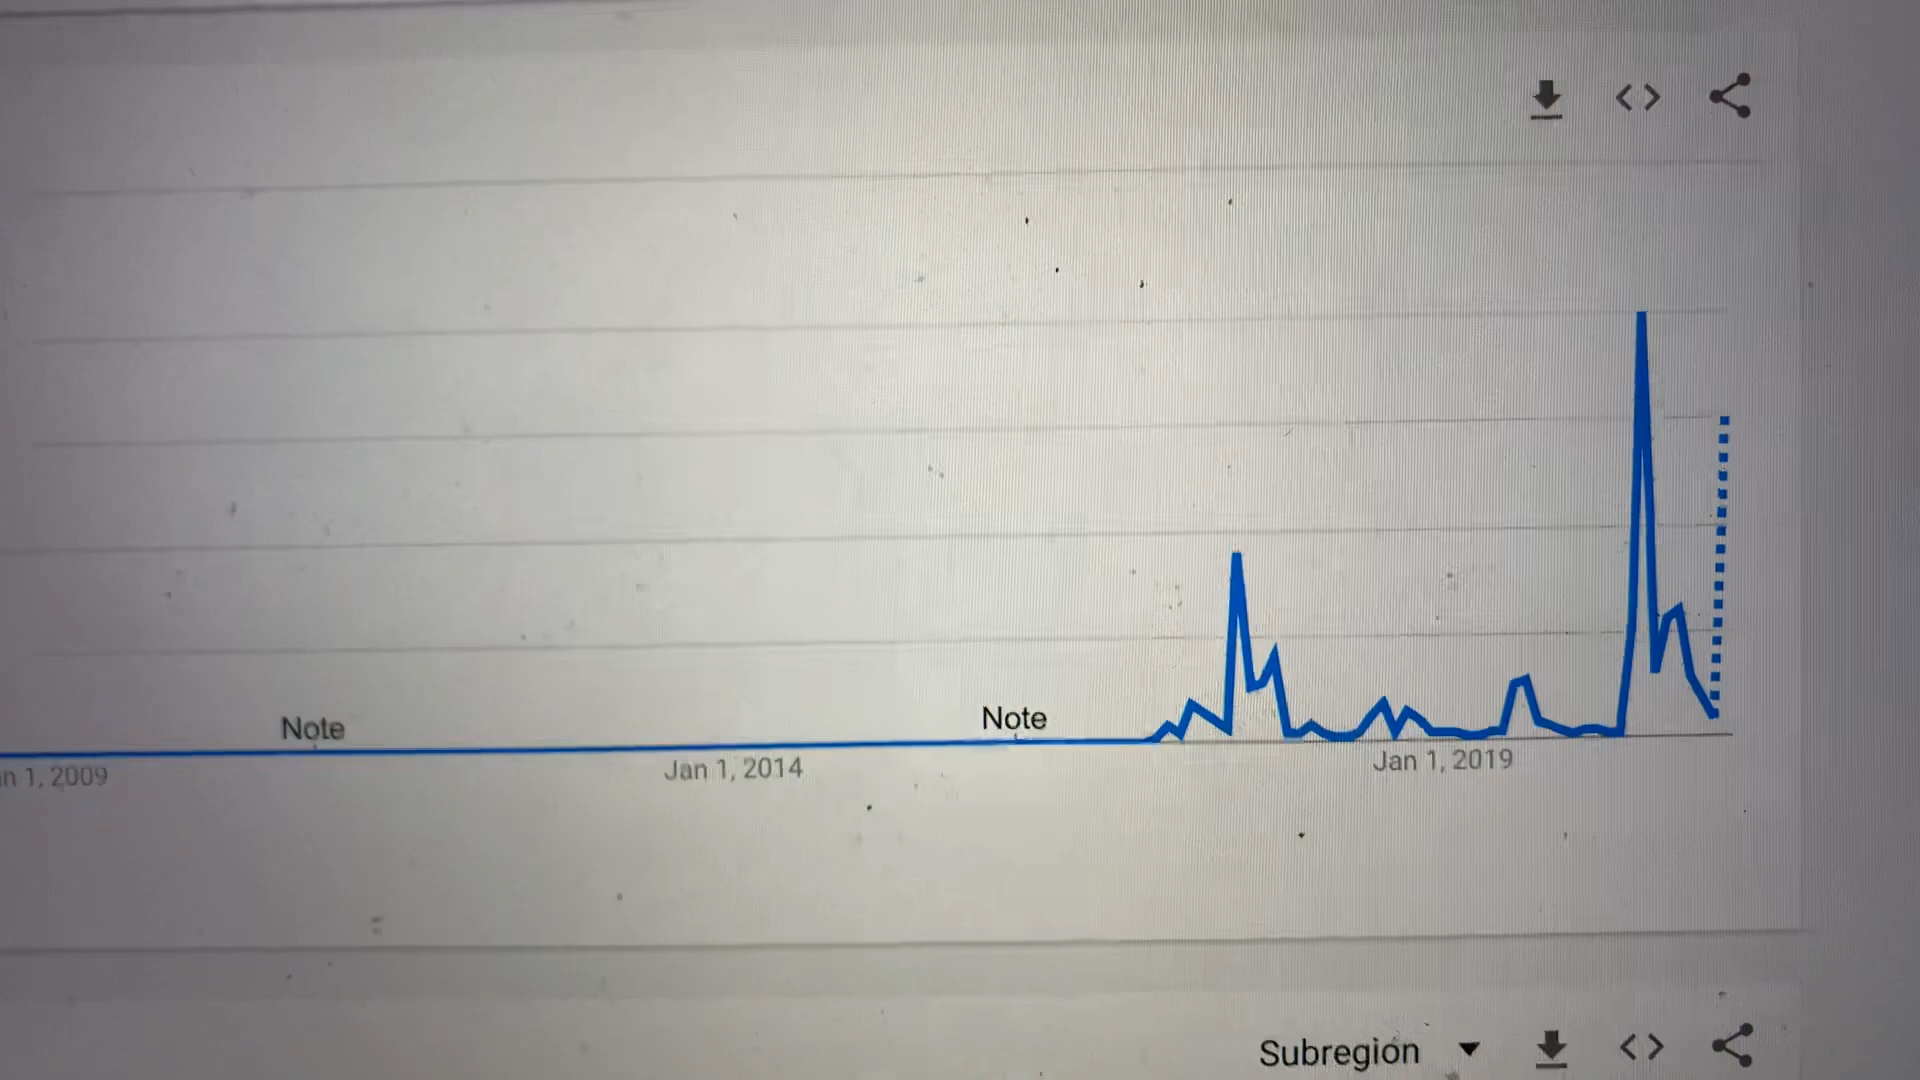 Note
Note
n 1, 2009
Jan 1, 2014
Jan 1, 2019
Subregion